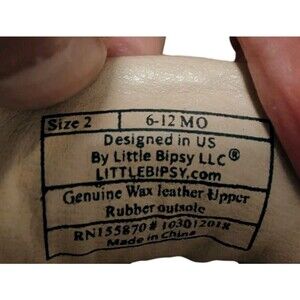 Size 2 6-12 MO
Designed in US
By Little Bipsy LLC®
LITTLEBIPSY.com
Genuine Wax leather Upper
Rubber outsole
RN155870 # 103012018
Made in China